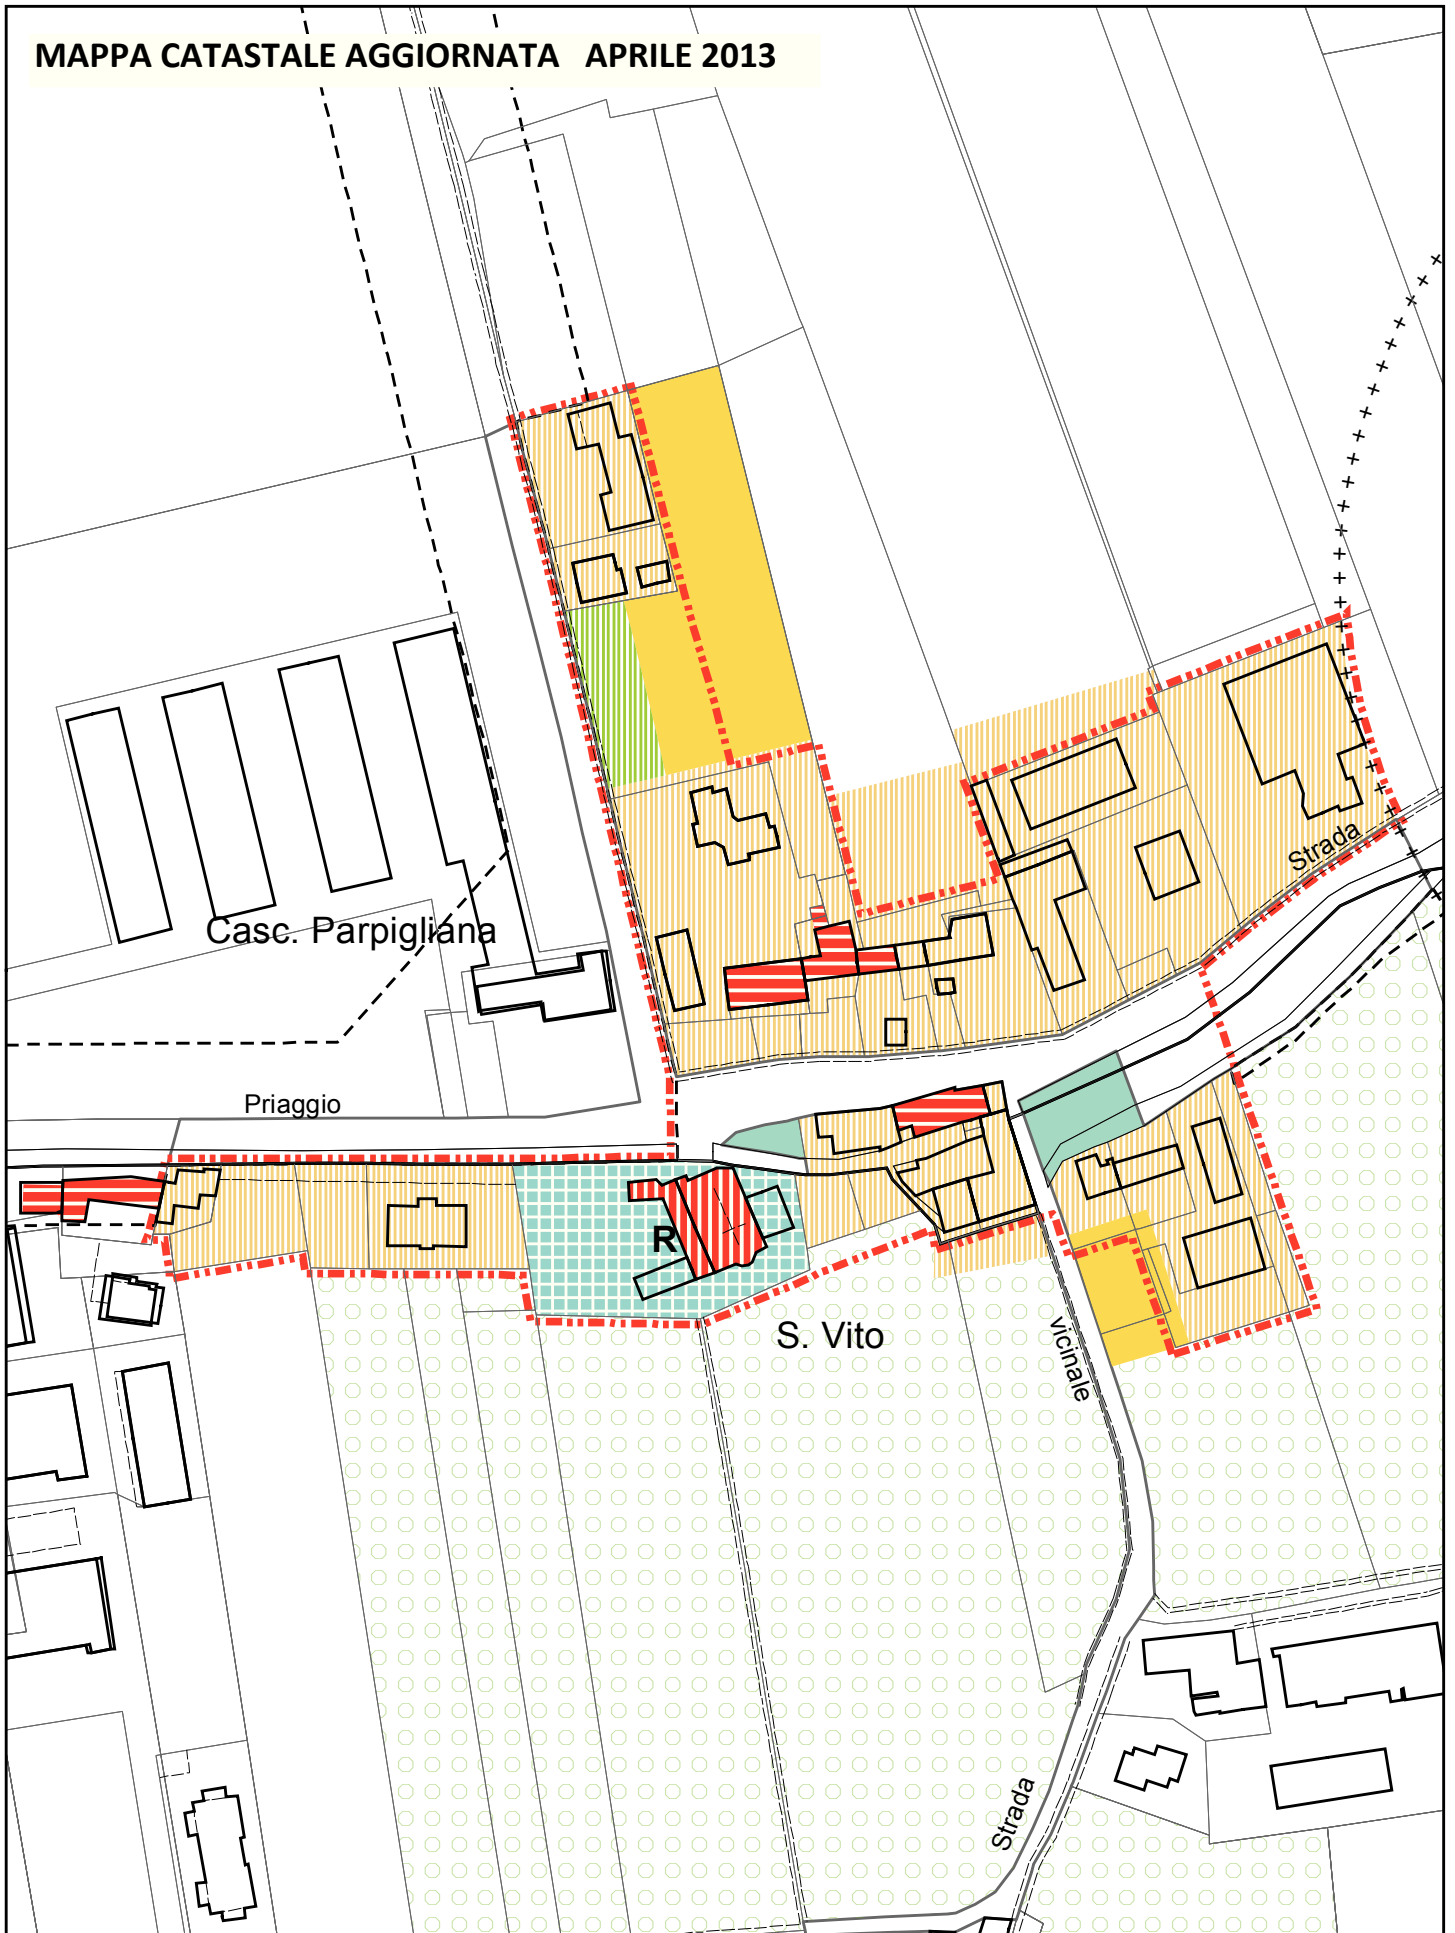 MAPPA CATASTALE AGGIORNATA APRILE 2013
Strada
Casc. Parpigliana
Priaggio
R
S. Vito
vicinale
Strada